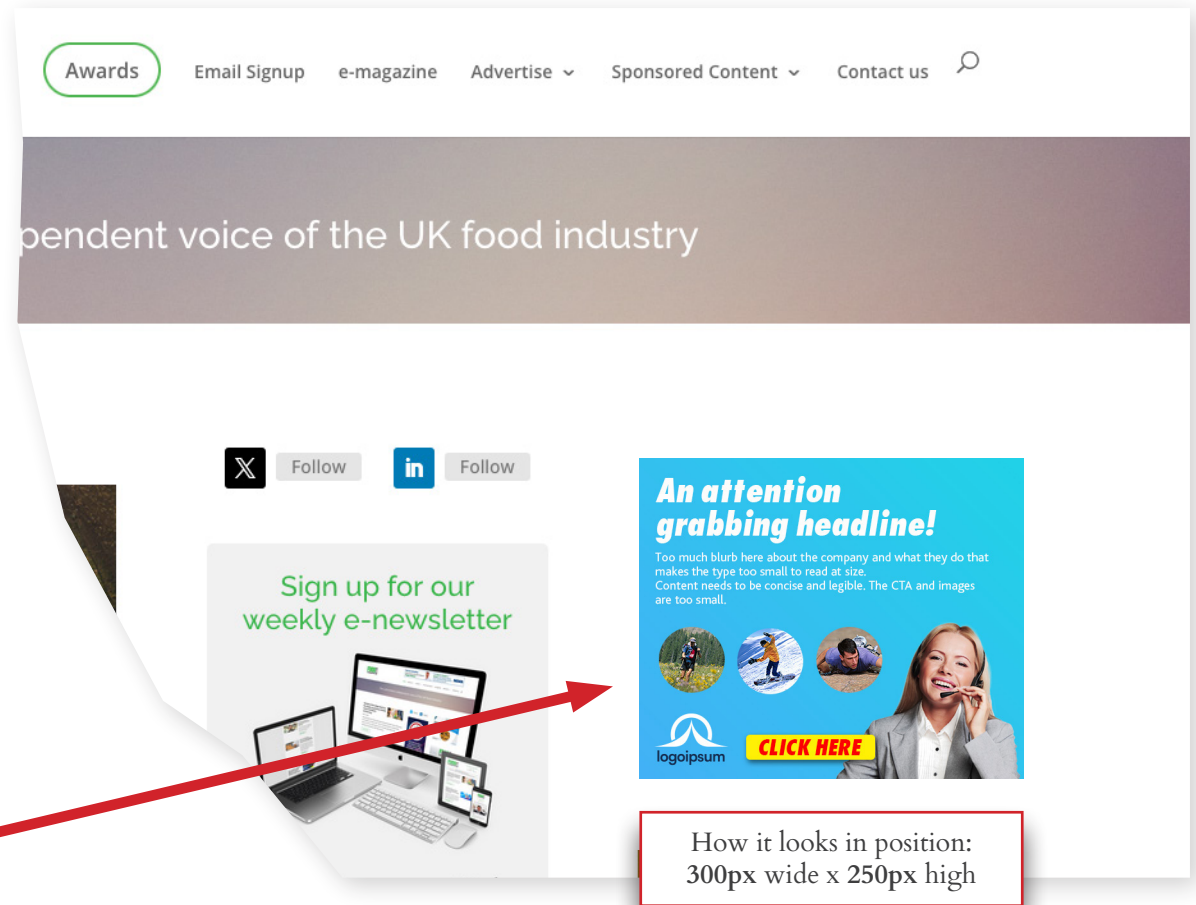 Awards
Email Signup
e-magazine
Advertise
Sponsored Content
Contact us
pendent voice of the UK food industry
X Follow
in Follow
Sign up for our
weekly e-newsletter
An attention
grabbing headline!
Too much blurb here about the company and what they do that
makes the type too small to read at size.
Content needs to be concise and legible. The CTA and images
are too small.
logoipsum
CLICK HERE
How it looks in position:
300px wide x 250px high